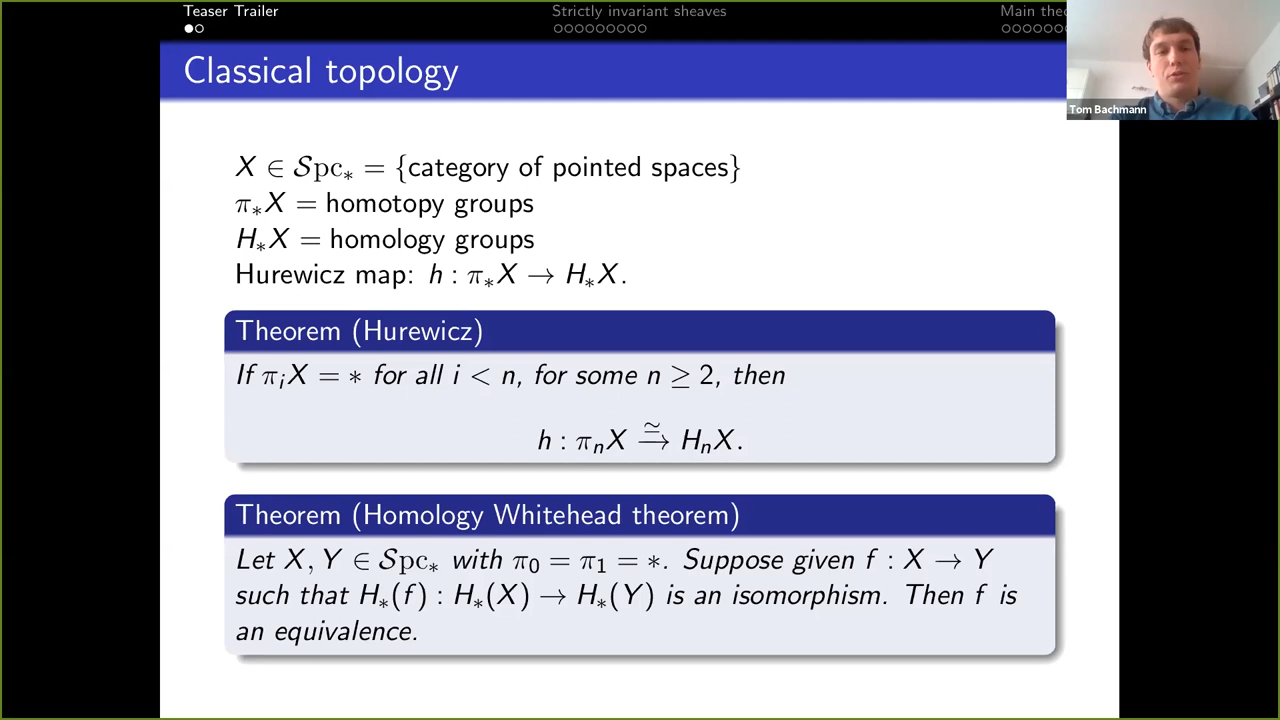 Teaser Trailer
Strictly invariant sheaves
Main theo
Tom Bachmann
Classical topology
X ∈ 𝒮pc∗ = {category of pointed spaces}
π∗X = homotopy groups
H∗X = homology groups
Hurewicz map: h : π∗X → H∗X.
Theorem (Hurewicz)
If πᵢX = ∗ for all i < n, for some n ≥ 2, then
h : πₙX ≃→ HₙX.
Theorem (Homology Whitehead theorem)
Let X, Y ∈ 𝒮pc∗ with π₀ = π₁ = ∗. Suppose given f : X → Y
such that H∗(f) : H∗(X) → H∗(Y) is an isomorphism. Then f is
an equivalence.